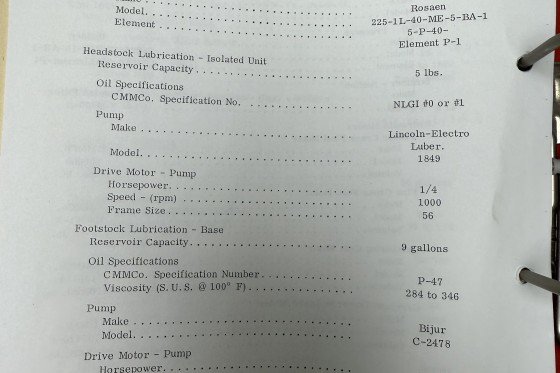 Rosaen
Model. . . . . . . . . . . . . . . . . . . . . . . . . . . 225-1L-40-ME-5-BA-1
Element . . . . . . . . . . . . . . . . . . . . . . . . . 5-P-40-
Element P-1
Headstock Lubrication - Isolated Unit
Reservoir Capacity . . . . . . . . . . . . . . . . . . . . . 5 lbs.
Oil Specifications
CMMCo. Specification No. . . . . . . . . . . . . . . . . NLGI #0 or #1
Pump
Make . . . . . . . . . . . . . . . . . . . . . . . . . . . Lincoln-Electro
Luber.
Model. . . . . . . . . . . . . . . . . . . . . . . . . . . 1849
Drive Motor - Pump
Horsepower. . . . . . . . . . . . . . . . . . . . . . . . 1/4
Speed - (rpm) . . . . . . . . . . . . . . . . . . . . . . 1000
Frame Size . . . . . . . . . . . . . . . . . . . . . . . . 56
Footstock Lubrication - Base
Reservoir Capacity. . . . . . . . . . . . . . . . . . . . . 9 gallons
Oil Specifications
CMMCo. Specification Number . . . . . . . . . . . . . . P-47
Viscosity (S. U. S. @ 100° F) . . . . . . . . . . . . . . . 284 to 346
Pump
Make . . . . . . . . . . . . . . . . . . . . . . . . . . . Bijur
Model. . . . . . . . . . . . . . . . . . . . . . . . . . . C-2478
Drive Motor - Pump
Horsepower. . . . . . . . . . . . . . . . . . . . . . . .